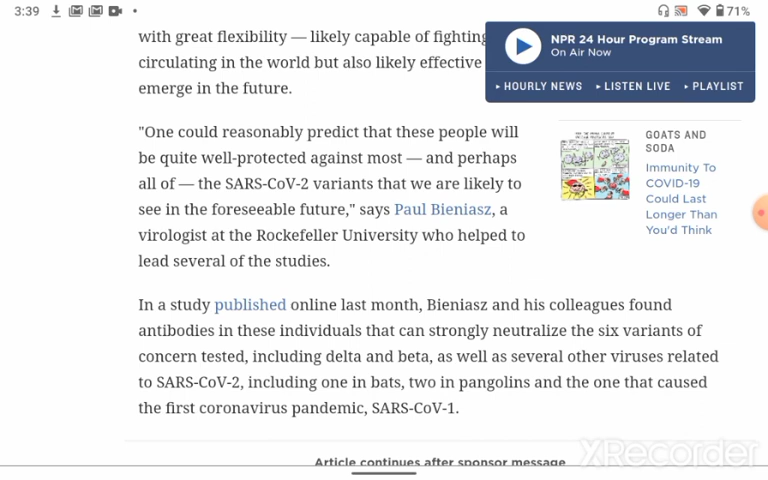 3:39
71%
with great flexibility — likely capable of fighting
circulating in the world but also likely effective
emerge in the future.
NPR 24 Hour Program Stream
On Air Now
HOURLY NEWS LISTEN LIVE PLAYLIST
"One could reasonably predict that these people will
be quite well-protected against most — and perhaps
all of — the SARS-CoV-2 variants that we are likely to
see in the foreseeable future," says Paul Bieniasz, a
virologist at the Rockefeller University who helped to
lead several of the studies.
GOATS AND
SODA
Immunity To
COVID-19
Could Last
Longer Than
You'd Think
In a study published online last month, Bieniasz and his colleagues found
antibodies in these individuals that can strongly neutralize the six variants of
concern tested, including delta and beta, as well as several other viruses related
to SARS-CoV-2, including one in bats, two in pangolins and the one that caused
the first coronavirus pandemic, SARS-CoV-1.
Article continues after sponsor message
XRecorder